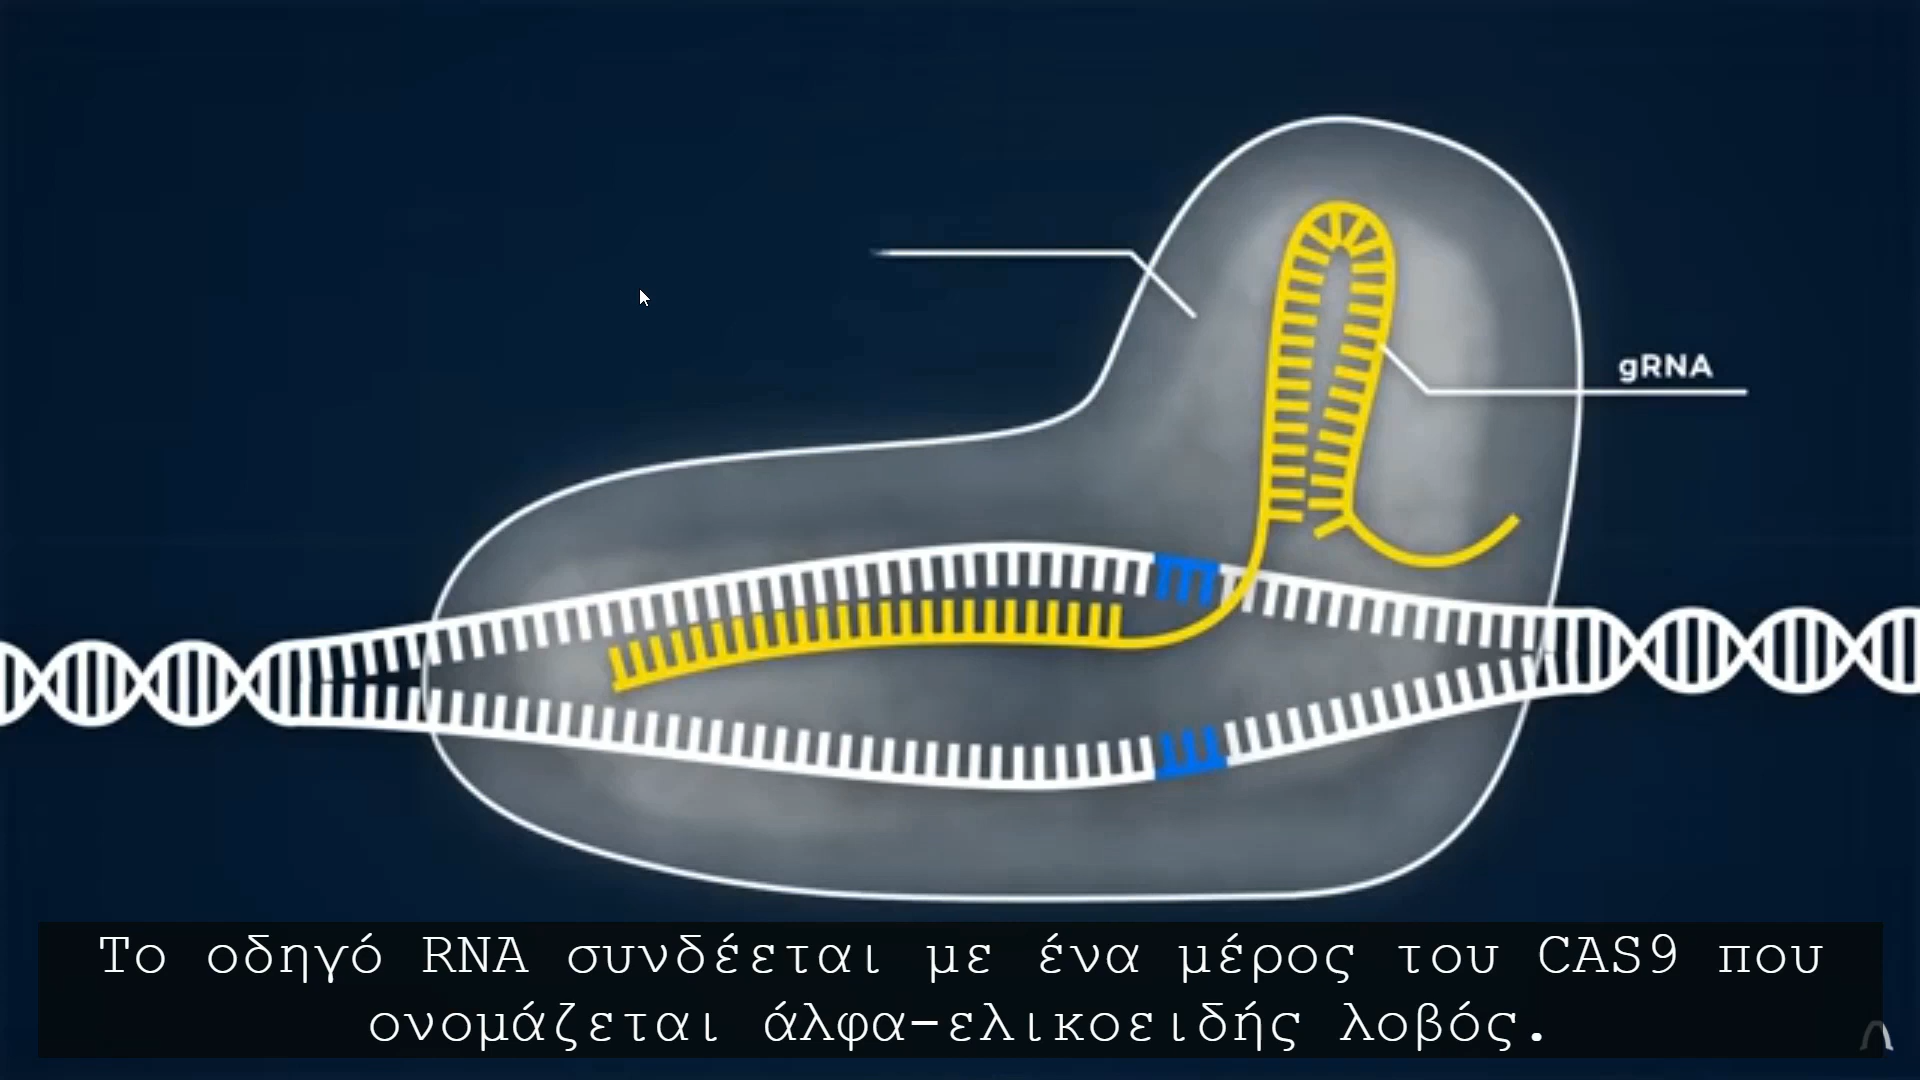 gRNA
Το οδηγό RNA συνδέεται με ένα μέρος του CAS9 που
ονομάζεται άλφα-ελικοειδής λοβός.